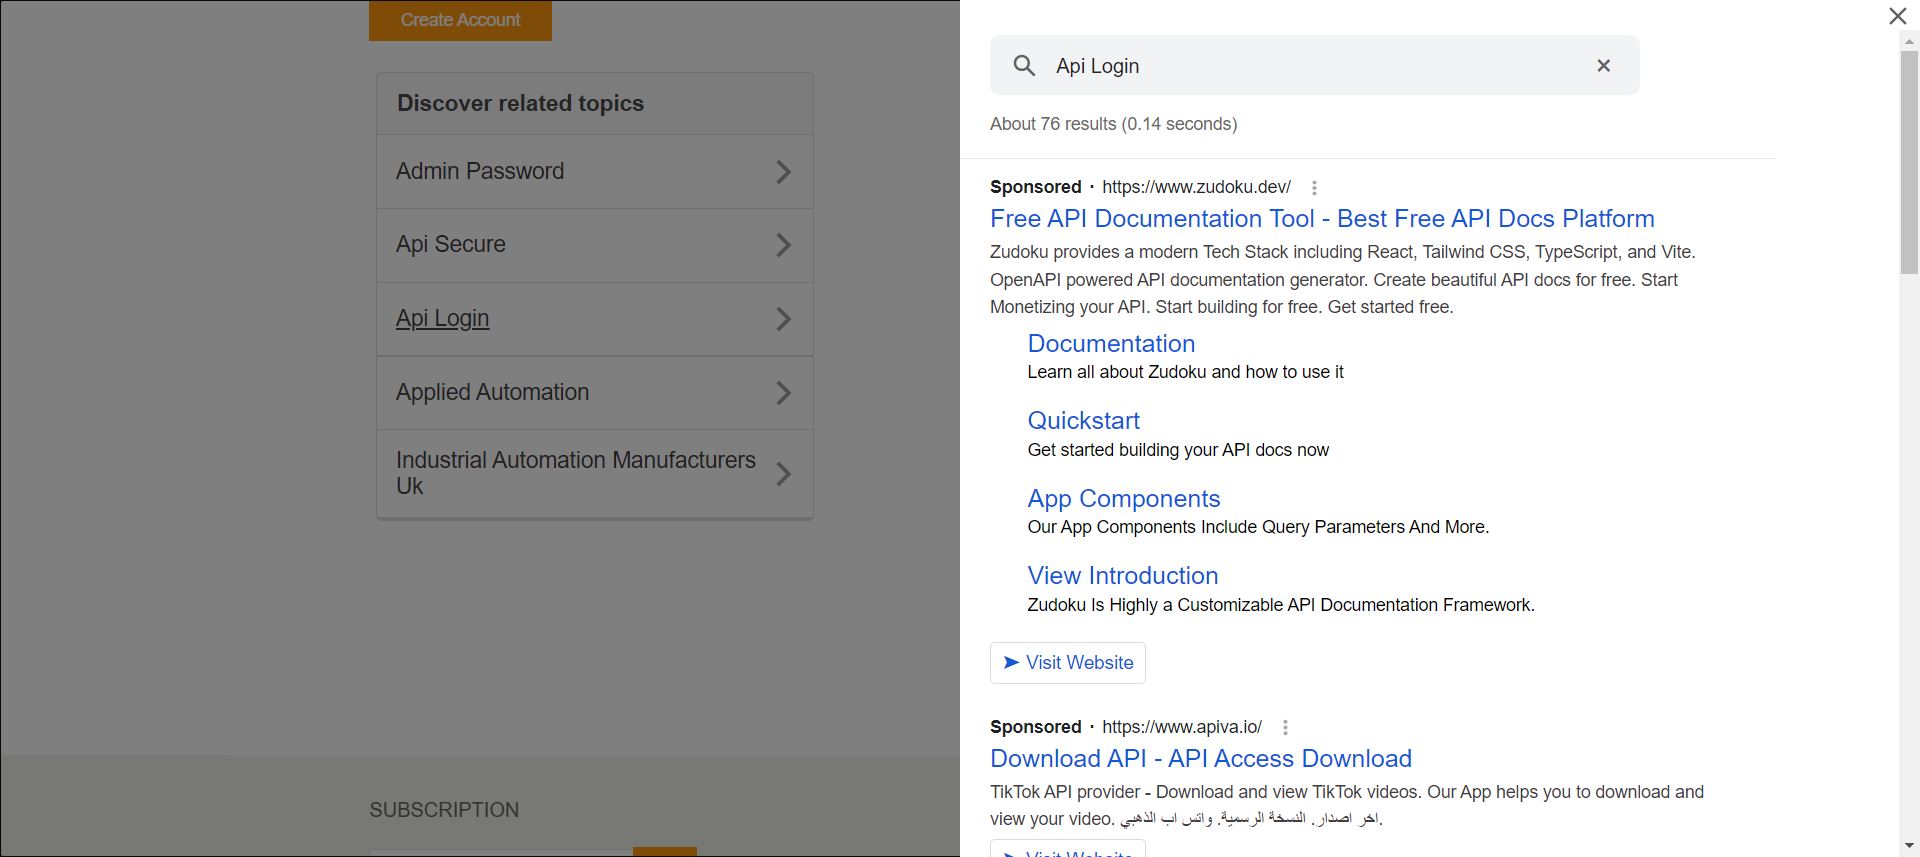 Create Account
Discover related topics
Admin Password
Api Secure
Api Login
Applied Automation
Industrial Automation Manufacturers
Uk
SUBSCRIPTION
Api Login
About 76 results (0.14 seconds)
Sponsored · https://www.zudoku.dev/
Free API Documentation Tool - Best Free API Docs Platform
Zudoku provides a modern Tech Stack including React, Tailwind CSS, TypeScript, and Vite.
OpenAPI powered API documentation generator. Create beautiful API docs for free. Start
Monetizing your API. Start building for free. Get started free.
Documentation
Learn all about Zudoku and how to use it
Quickstart
Get started building your API docs now
App Components
Our App Components Include Query Parameters And More.
View Introduction
Zudoku Is Highly a Customizable API Documentation Framework.
Visit Website
Sponsored · https://www.apiva.io/
Download API - API Access Download
TikTok API provider - Download and view TikTok videos. Our App helps you to download and
view your video. اخر اصدار. النسخة الرسمية. واتس اب الذهبي.
Visit Website